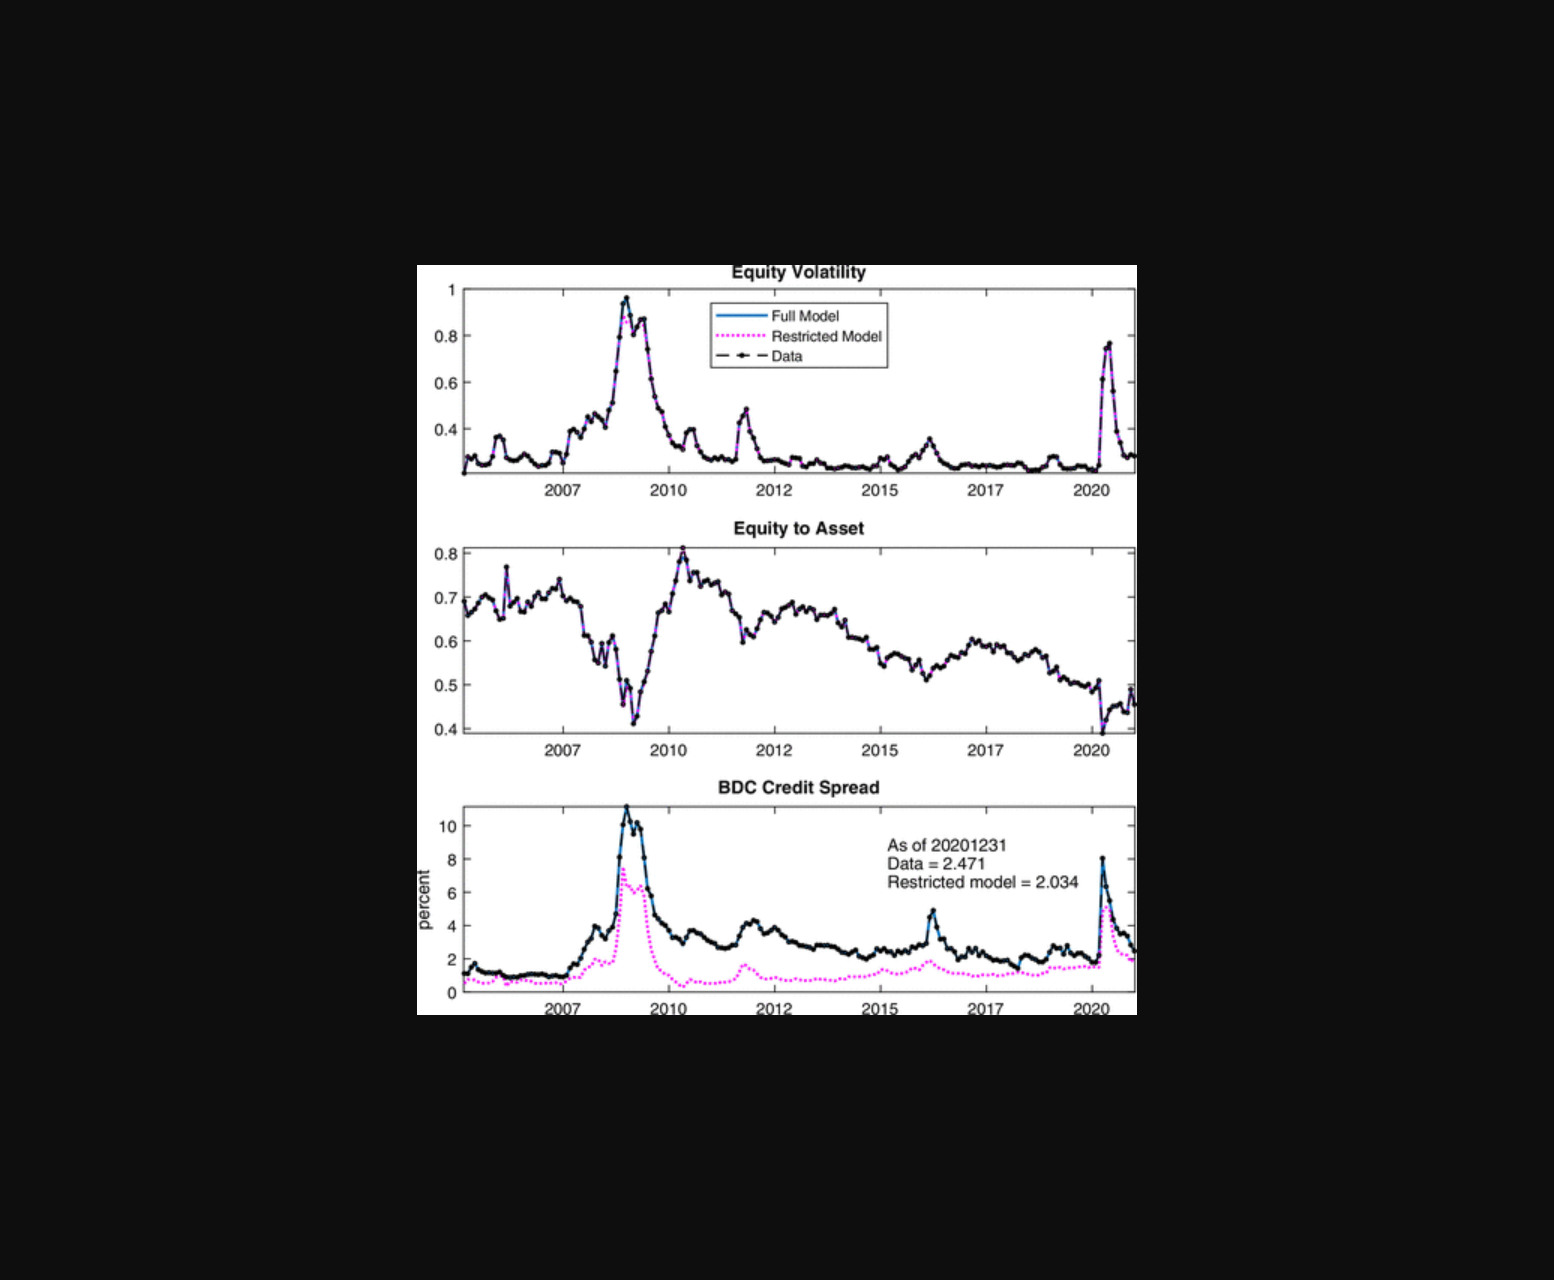 Equity Volatility
1
0.8
0.6
0.4
Full Model
Restricted Model
Data
2007 2010 2012 2015 2017 2020
Equity to Asset
0.8
0.7
0.6
0.5
0.4
2007 2010 2012 2015 2017 2020
BDC Credit Spread
percent
10
8
6
4
2
0
As of 20201231
Data = 2.471
Restricted model = 2.034
2007 2010 2012 2015 2017 2020